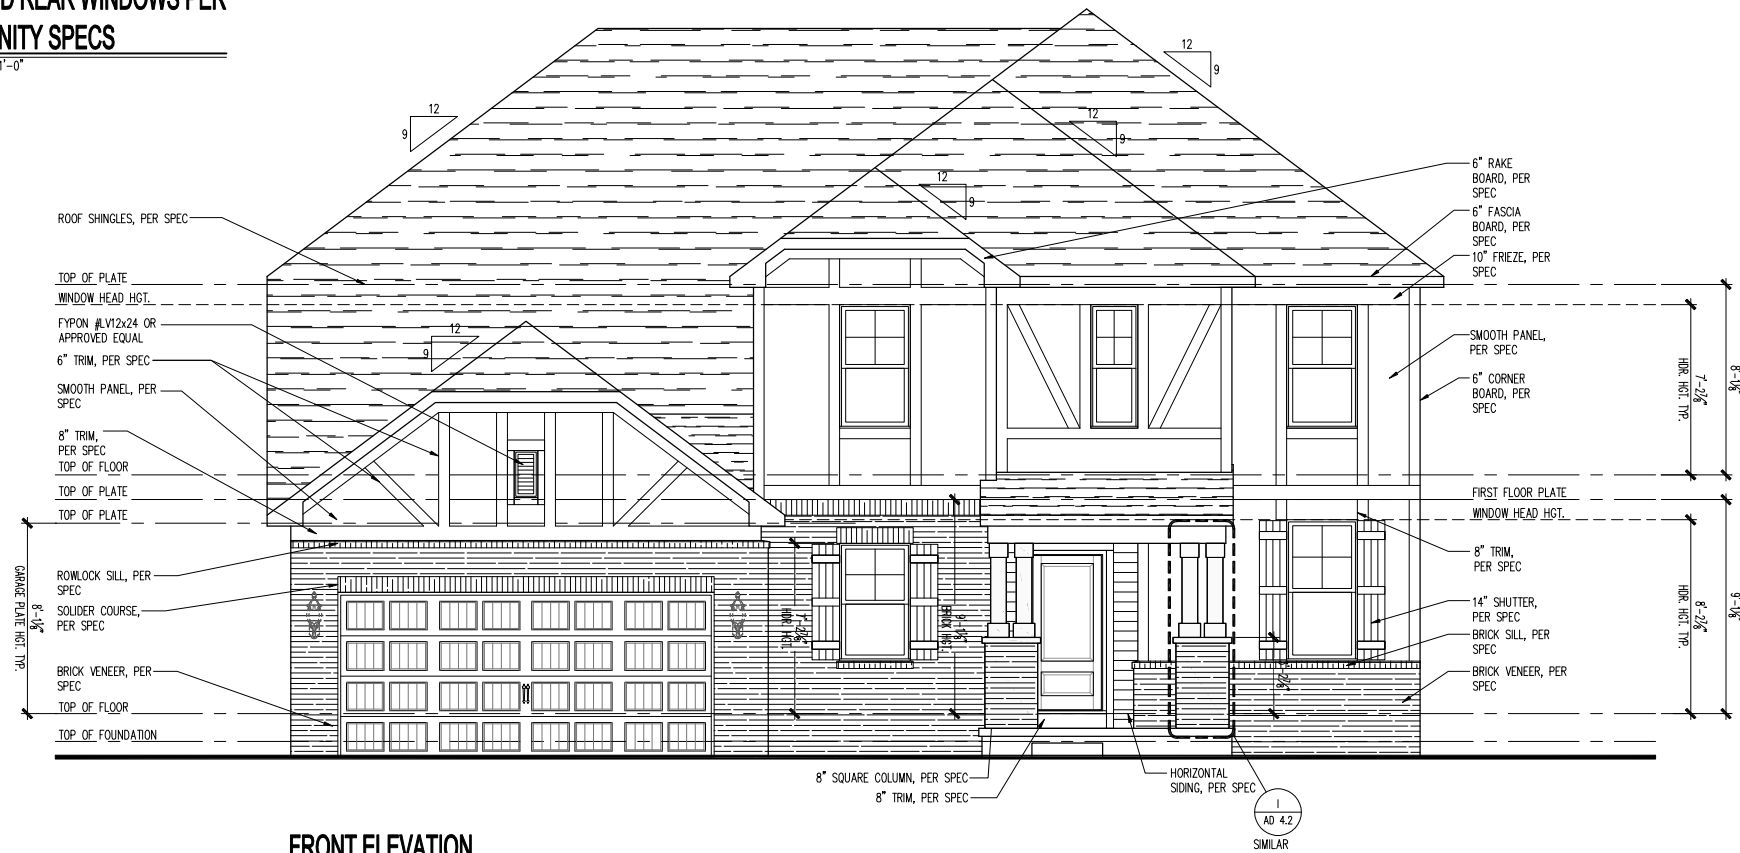 D REAR WINDOWS PER
NITY SPECS
1'-0"
12
9
12
9
12
9
12
9
12
9
ROOF SHINGLES, PER SPEC
TOP OF PLATE
WINDOW HEAD HGT.
FYPON #LV12x24 OR
APPROVED EQUAL
6" TRIM, PER SPEC
SMOOTH PANEL, PER
SPEC
8" TRIM,
PER SPEC
TOP OF FLOOR
TOP OF PLATE
TOP OF PLATE
ROWLOCK SILL, PER
SPEC
SOLIDER COURSE,
PER SPEC
BRICK VENEER, PER
SPEC
TOP OF FLOOR
TOP OF FOUNDATION
GARAGE PLATE HGT. TYP.
8'-1⅛"
7'-2⅞"
HDR. HGT.
9'-1⅛"
BRICK HGT.
6" RAKE
BOARD, PER
SPEC
6" FASCIA
BOARD, PER
SPEC
10" FRIEZE, PER
SPEC
SMOOTH PANEL,
PER SPEC
6" CORNER
BOARD, PER
SPEC
FIRST FLOOR PLATE
WINDOW HEAD HGT.
8" TRIM,
PER SPEC
14" SHUTTER,
PER SPEC
BRICK SILL, PER
SPEC
BRICK VENEER, PER
SPEC
HDR. HGT. TYP.
7'-2⅞"
8'-1⅛"
HDR. HGT. TYP.
8'-2⅞"
9'-1⅛"
8" SQUARE COLUMN, PER SPEC
8" TRIM, PER SPEC
HORIZONTAL
SIDING, PER SPEC
1
AD 4.2
SIMILAR
FRONT ELEVATION